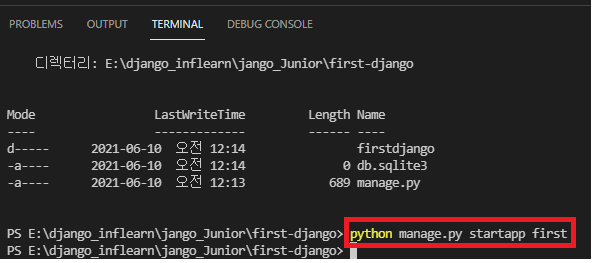 PROBLEMS OUTPUT TERMINAL DEBUG CONSOLE
디렉터리: E:\django_inflearn\jango_Junior\first-django
Mode LastWriteTime Length Name
---- ------------- ------ ----
d----- 2021-06-10 오전 12:14 firstdjango
-a---- 2021-06-10 오전 12:14 0 db.sqlite3
-a---- 2021-06-10 오전 12:13 689 manage.py
PS E:\django_inflearn\jango_Junior\first-django> python manage.py startapp first
PS E:\django_inflearn\jango_Junior\first-django>